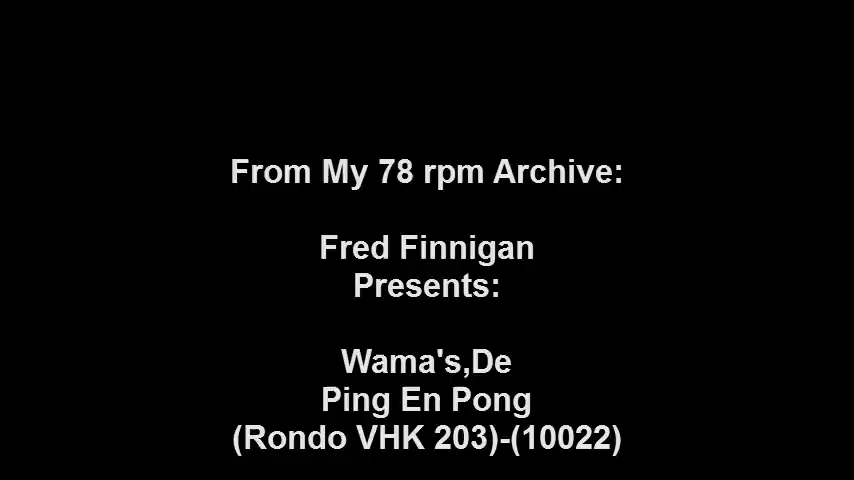 From My 78 rpm Archive:
Fred Finnigan
Presents:
Wama's,De
Ping En Pong
(Rondo VHK 203)-(10022)